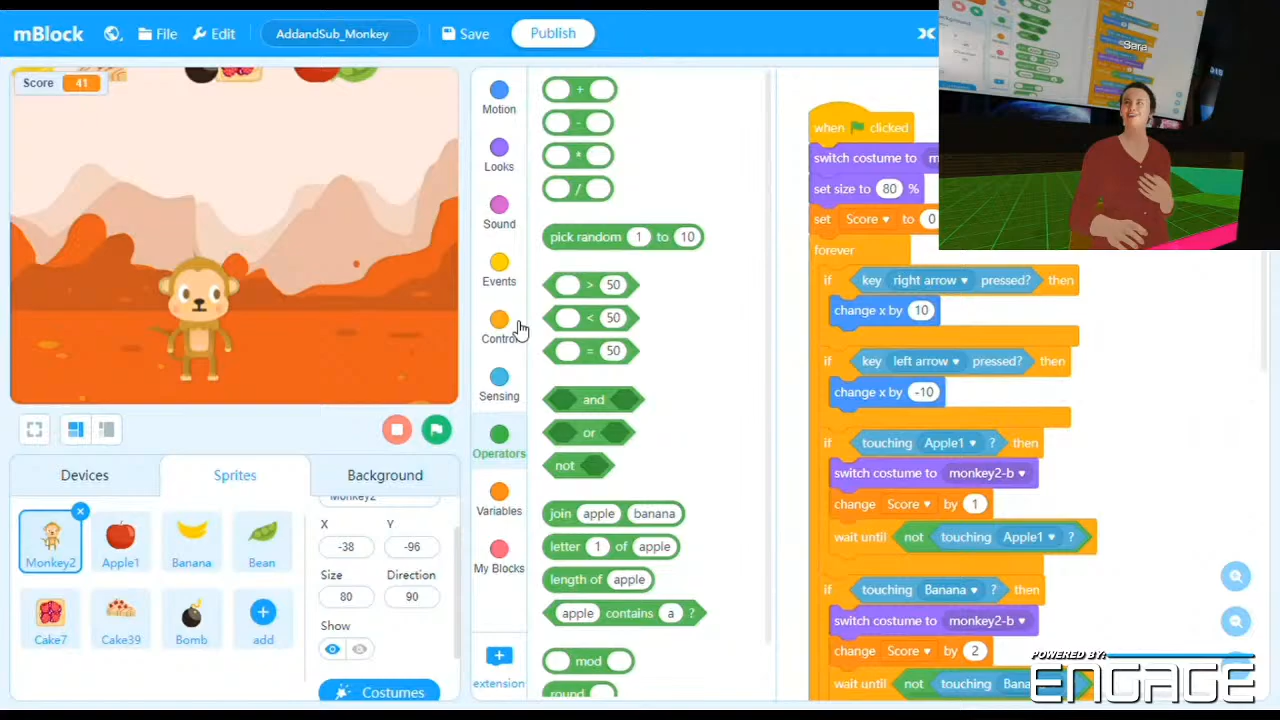 mBlock
File
Edit
AddandSub_Monkey
Save
Publish
Sara
Score 41
Motion
Looks
Sound
Events
Control
Sensing
Operators
Variables
My Blocks
extension
+
-
*
/
pick random 1 to 10
> 50
< 50
= 50
and
or
not
join apple banana
letter 1 of apple
length of apple
apple contains a ?
mod
round
when clicked
switch costume to
set size to 80 %
set Score to 0
forever
if key right arrow pressed? then
change x by 10
if key left arrow pressed? then
change x by -10
if touching Apple1 ? then
switch costume to monkey2-b
change Score by 1
wait until not touching Apple1 ?
if touching Banana ? then
switch costume to monkey2-b
change Score by 2
wait until not touching Bana
Devices
Sprites
Background
Monkey2
Apple1
Banana
Bean
Cake7
Cake39
Bomb
add
Monkey2
X
Y
-38
-96
Size
Direction
80
90
Show
Costumes
POWERED BY:
ENGAGE